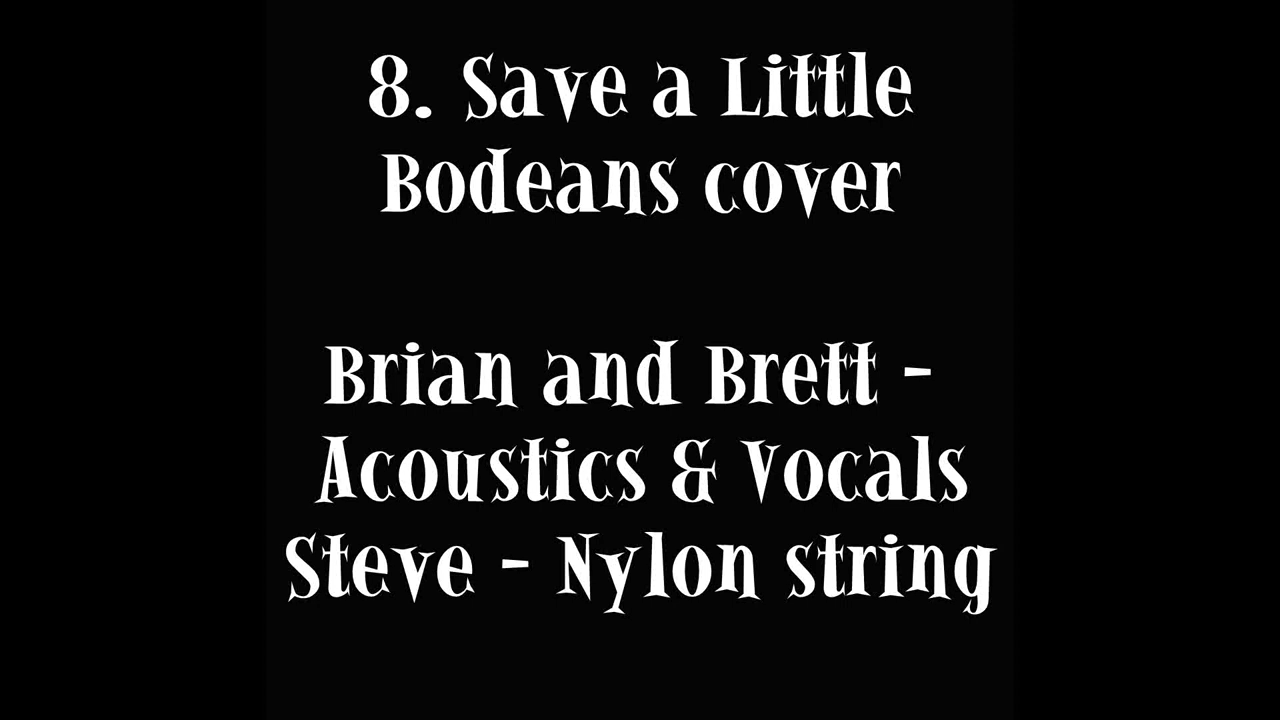 8. Save a Little
Bodeans cover
Brian and Brett -
Acoustics & Vocals
Steve - Nylon string